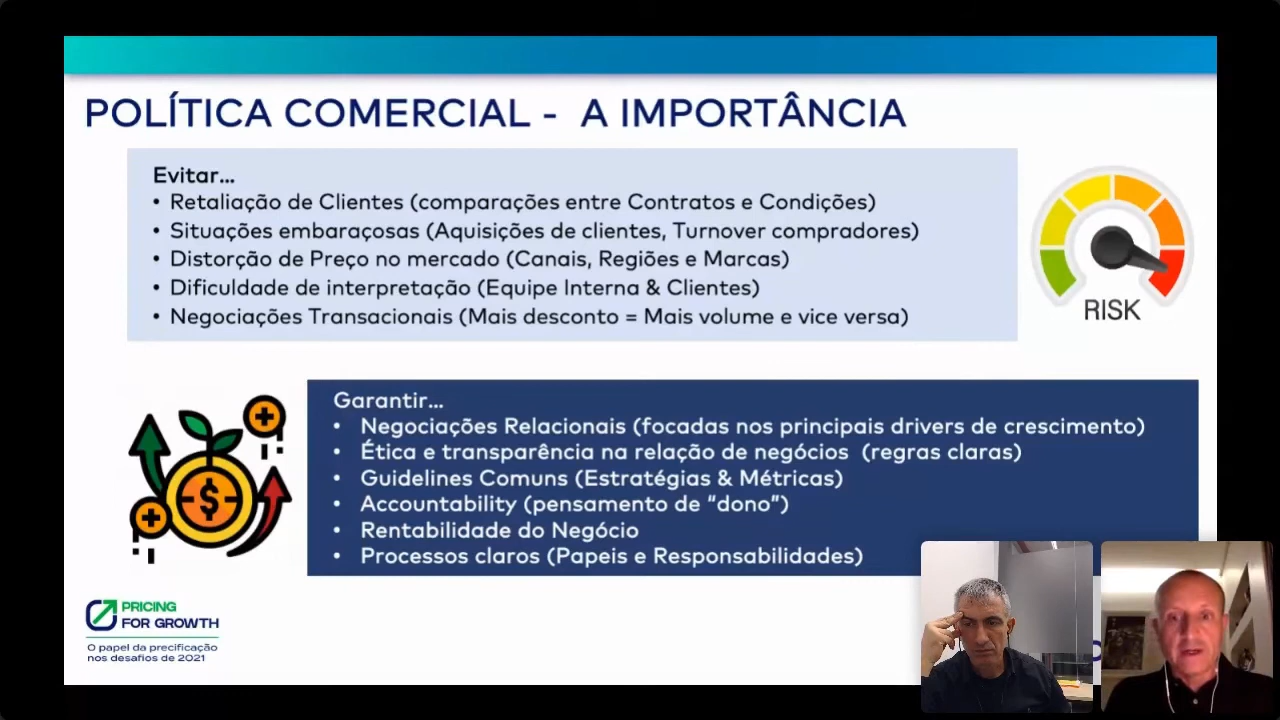 POLÍTICA COMERCIAL - A IMPORTÂNCIA
Evitar...
• Retaliação de Clientes (comparações entre Contratos e Condições)
• Situações embaraçosas (Aquisições de clientes, Turnover compradores)
• Distorção de Preço no mercado (Canais, Regiões e Marcas)
• Dificuldade de interpretação (Equipe Interna & Clientes)
• Negociações Transacionais (Mais desconto = Mais volume e vice versa)
RISK
Garantir...
• Negociações Relacionais (focadas nos principais drivers de crescimento)
• Ética e transparência na relação de negócios (regras claras)
• Guidelines Comuns (Estratégias & Métricas)
• Accountability (pensamento de “dono”)
• Rentabilidade do Negócio
• Processos claros (Papeis e Responsabilidades)
PRICING
FOR GROWTH
O papel da precificação
nos desafios de 2021